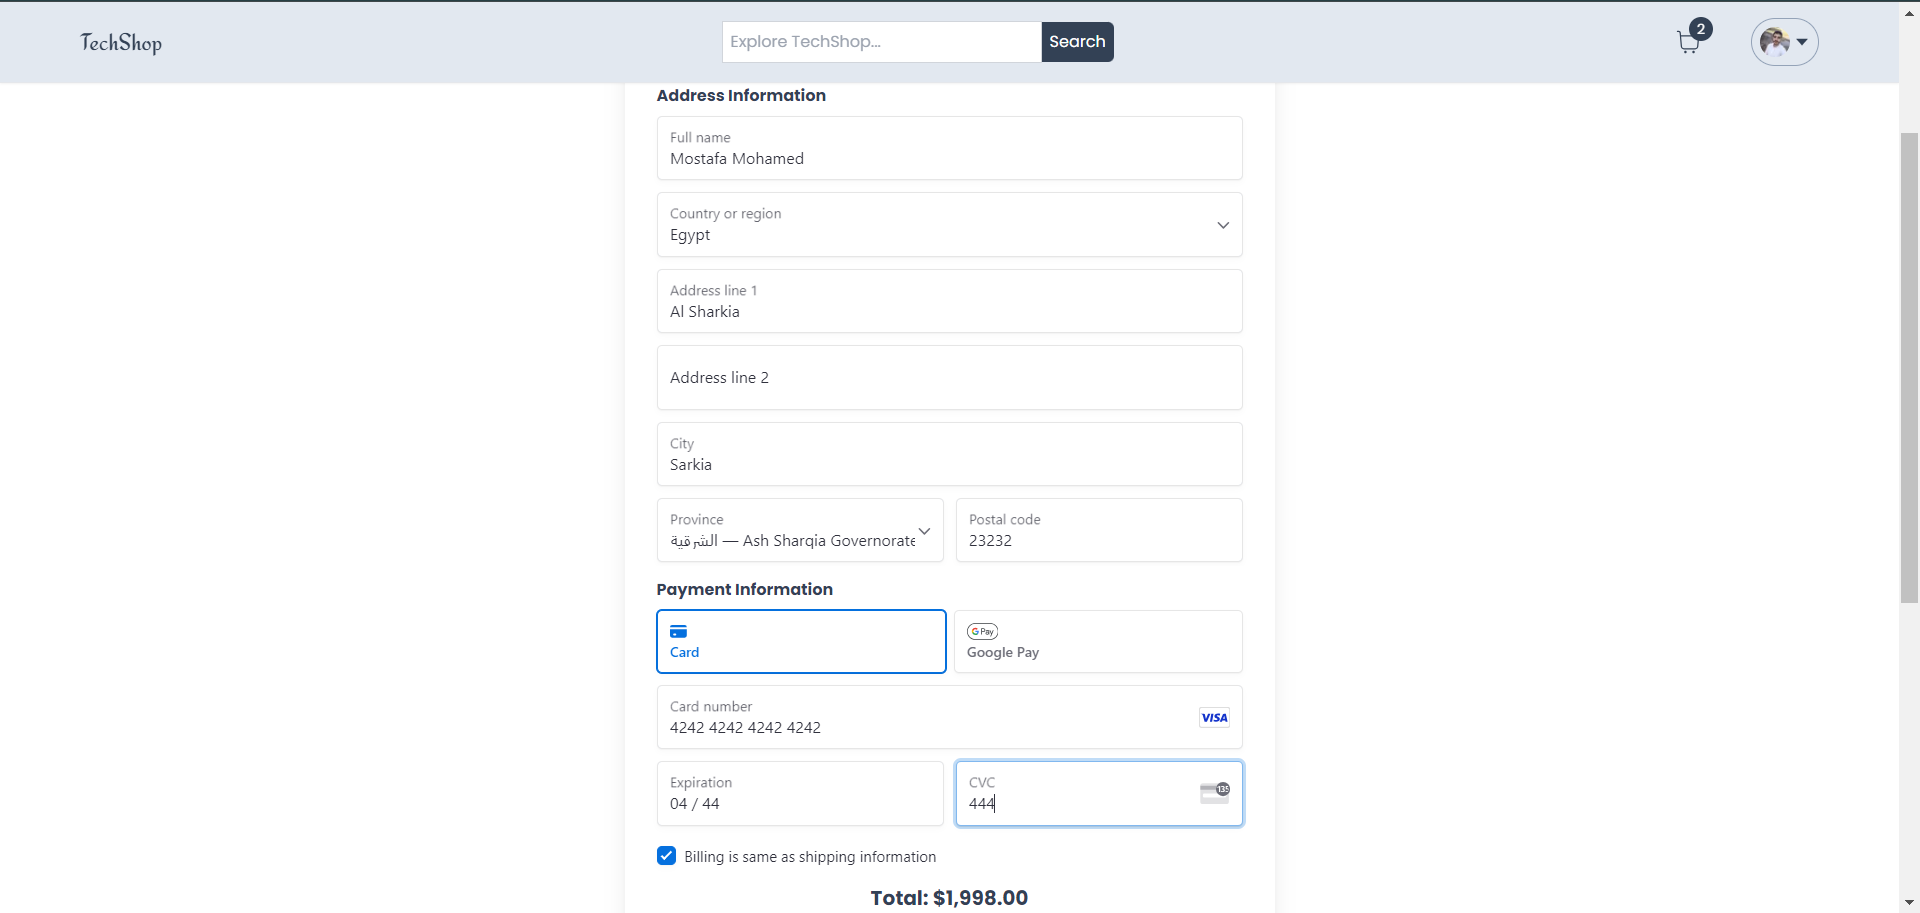 TechShop
Explore TechShop...
Search
2
Address Information
Full name
Mostafa Mohamed
Country or region
Egypt
Address line 1
Al Sharkia
Address line 2
City
Sarkia
Province
الشرقية — Ash Sharqia Governorate
Postal code
23232
Payment Information
Card
G Pay
Google Pay
Card number
4242 4242 4242 4242
VISA
Expiration
04 / 44
CVC
444
135
Billing is same as shipping information
Total: $1,998.00